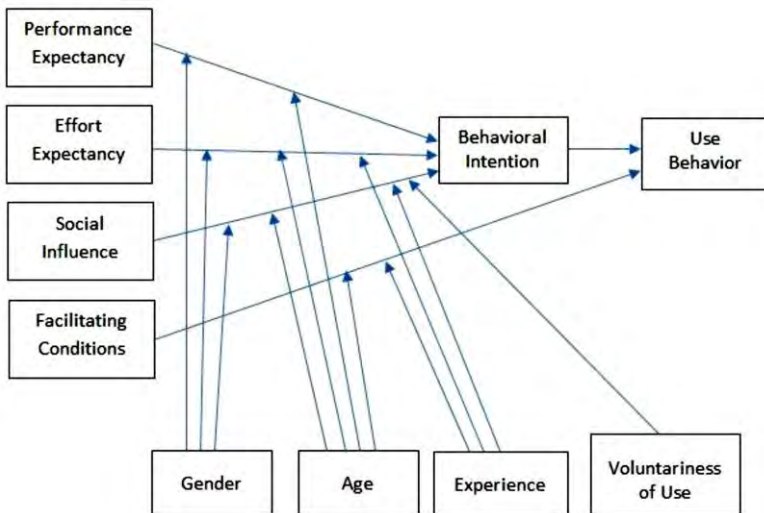 Performance
Expectancy
Effort
Expectancy
Behavioral
Intention
Use
Behavior
Social
Influence
Facilitating
Conditions
Gender
Age
Experience
Voluntariness
of Use